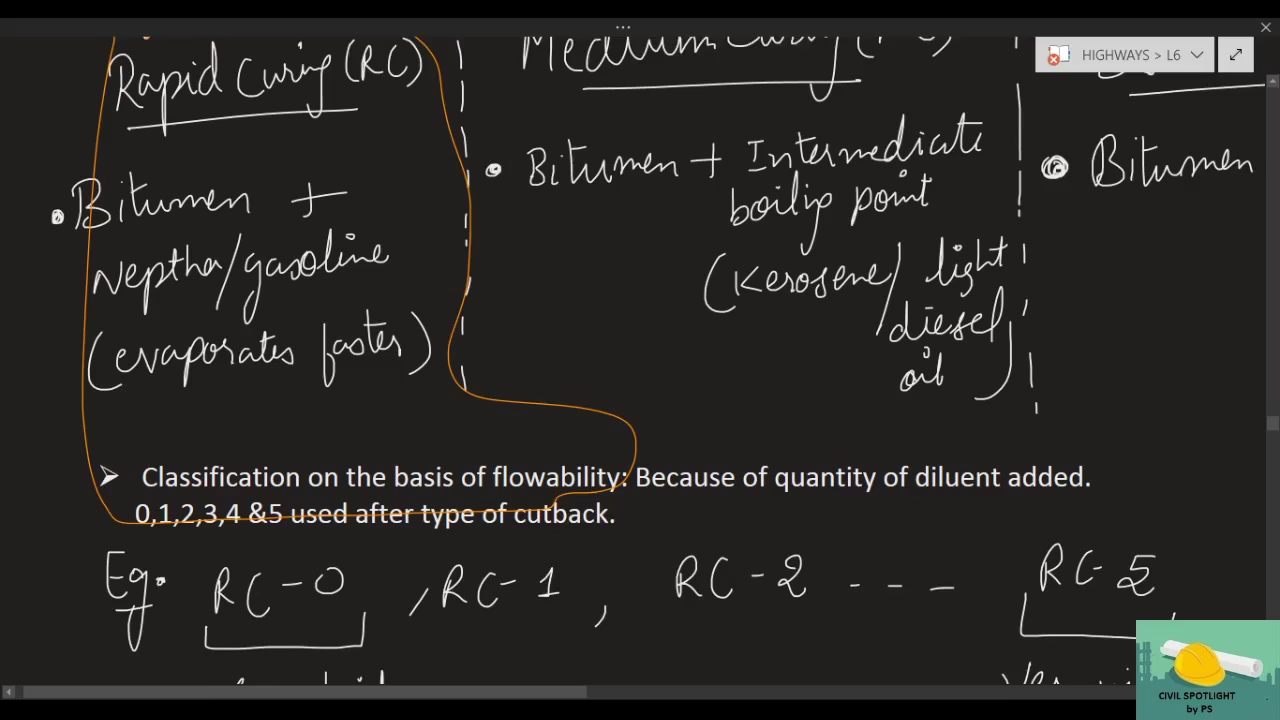 HIGHWAYS > L6
Rapid Curing (RC)
Medium Curing
Bitumen +
Neptha/gasoline
(evaporates faster)
Bitumen + Intermediate
boiling point
(Kerosene/ light
diesel
oil)
Bitumen
➤ Classification on the basis of flowability: Because of quantity of diluent added.
0,1,2,3,4 &5 used after type of cutback.
Eg. RC-0, RC-1, RC-2 - - - RC-5
CIVIL SPOTLIGHT
by PS